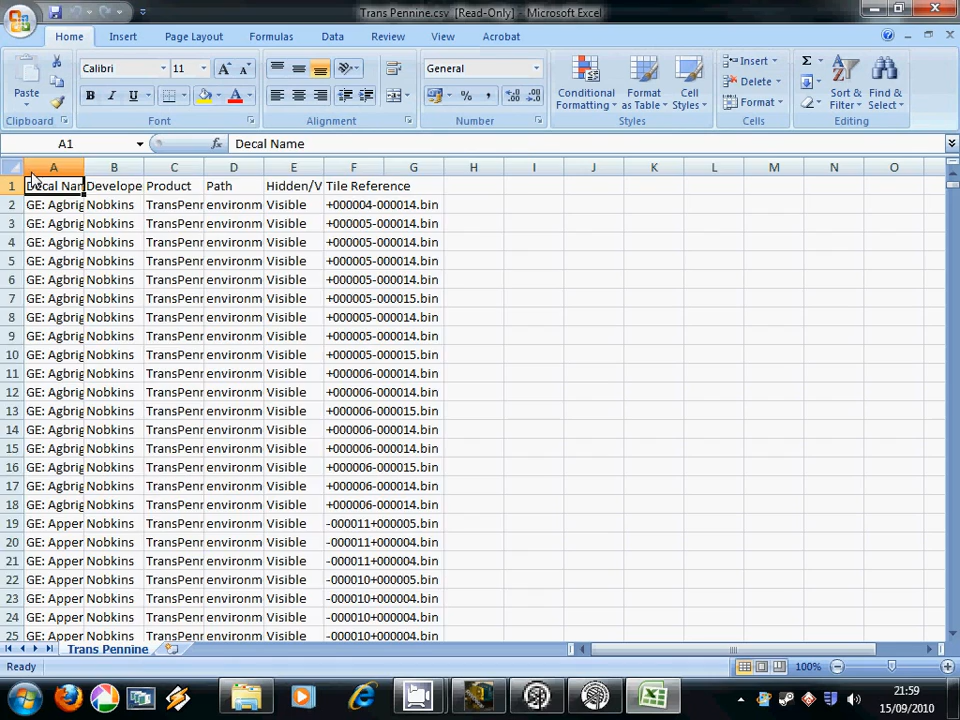 Trans Pennine.csv [Read-Only] - Microsoft Excel
Home Insert Page Layout Formulas Data Review View Acrobat
Paste
Calibri 11
General
Conditional Formatting
Format as Table
Cell Styles
Insert
Delete
Format
Sort & Filter
Find & Select
Clipboard Font Alignment Number Styles Cells Editing
A1 fx Decal Name
A B C D E F G H I J K L M N O
1 Decal Nan Develope Product Path Hidden/V Tile Reference
2 GE: Agbrig Nobkins TransPenr environm Visible +000004-000014.bin
3 GE: Agbrig Nobkins TransPenr environm Visible +000005-000014.bin
4 GE: Agbrig Nobkins TransPenr environm Visible +000005-000014.bin
5 GE: Agbrig Nobkins TransPenr environm Visible +000005-000014.bin
6 GE: Agbrig Nobkins TransPenr environm Visible +000005-000014.bin
7 GE: Agbrig Nobkins TransPenr environm Visible +000005-000015.bin
8 GE: Agbrig Nobkins TransPenr environm Visible +000005-000014.bin
9 GE: Agbrig Nobkins TransPenr environm Visible +000005-000014.bin
10 GE: Agbrig Nobkins TransPenr environm Visible +000005-000015.bin
11 GE: Agbrig Nobkins TransPenr environm Visible +000006-000014.bin
12 GE: Agbrig Nobkins TransPenr environm Visible +000006-000014.bin
13 GE: Agbrig Nobkins TransPenr environm Visible +000006-000015.bin
14 GE: Agbrig Nobkins TransPenr environm Visible +000006-000014.bin
15 GE: Agbrig Nobkins TransPenr environm Visible +000006-000014.bin
16 GE: Agbrig Nobkins TransPenr environm Visible +000006-000015.bin
17 GE: Agbrig Nobkins TransPenr environm Visible +000006-000014.bin
18 GE: Agbrig Nobkins TransPenr environm Visible +000006-000014.bin
19 GE: Apper Nobkins TransPenr environm Visible -000011+000005.bin
20 GE: Apper Nobkins TransPenr environm Visible -000011+000004.bin
21 GE: Apper Nobkins TransPenr environm Visible -000011+000004.bin
22 GE: Apper Nobkins TransPenr environm Visible -000010+000005.bin
23 GE: Apper Nobkins TransPenr environm Visible -000010+000004.bin
24 GE: Apper Nobkins TransPenr environm Visible -000010+000004.bin
25 GE: Apper Nobkins TransPenr environm Visible -000010+000004.bin
Trans Pennine
Ready 100%
21:59
15/09/2010